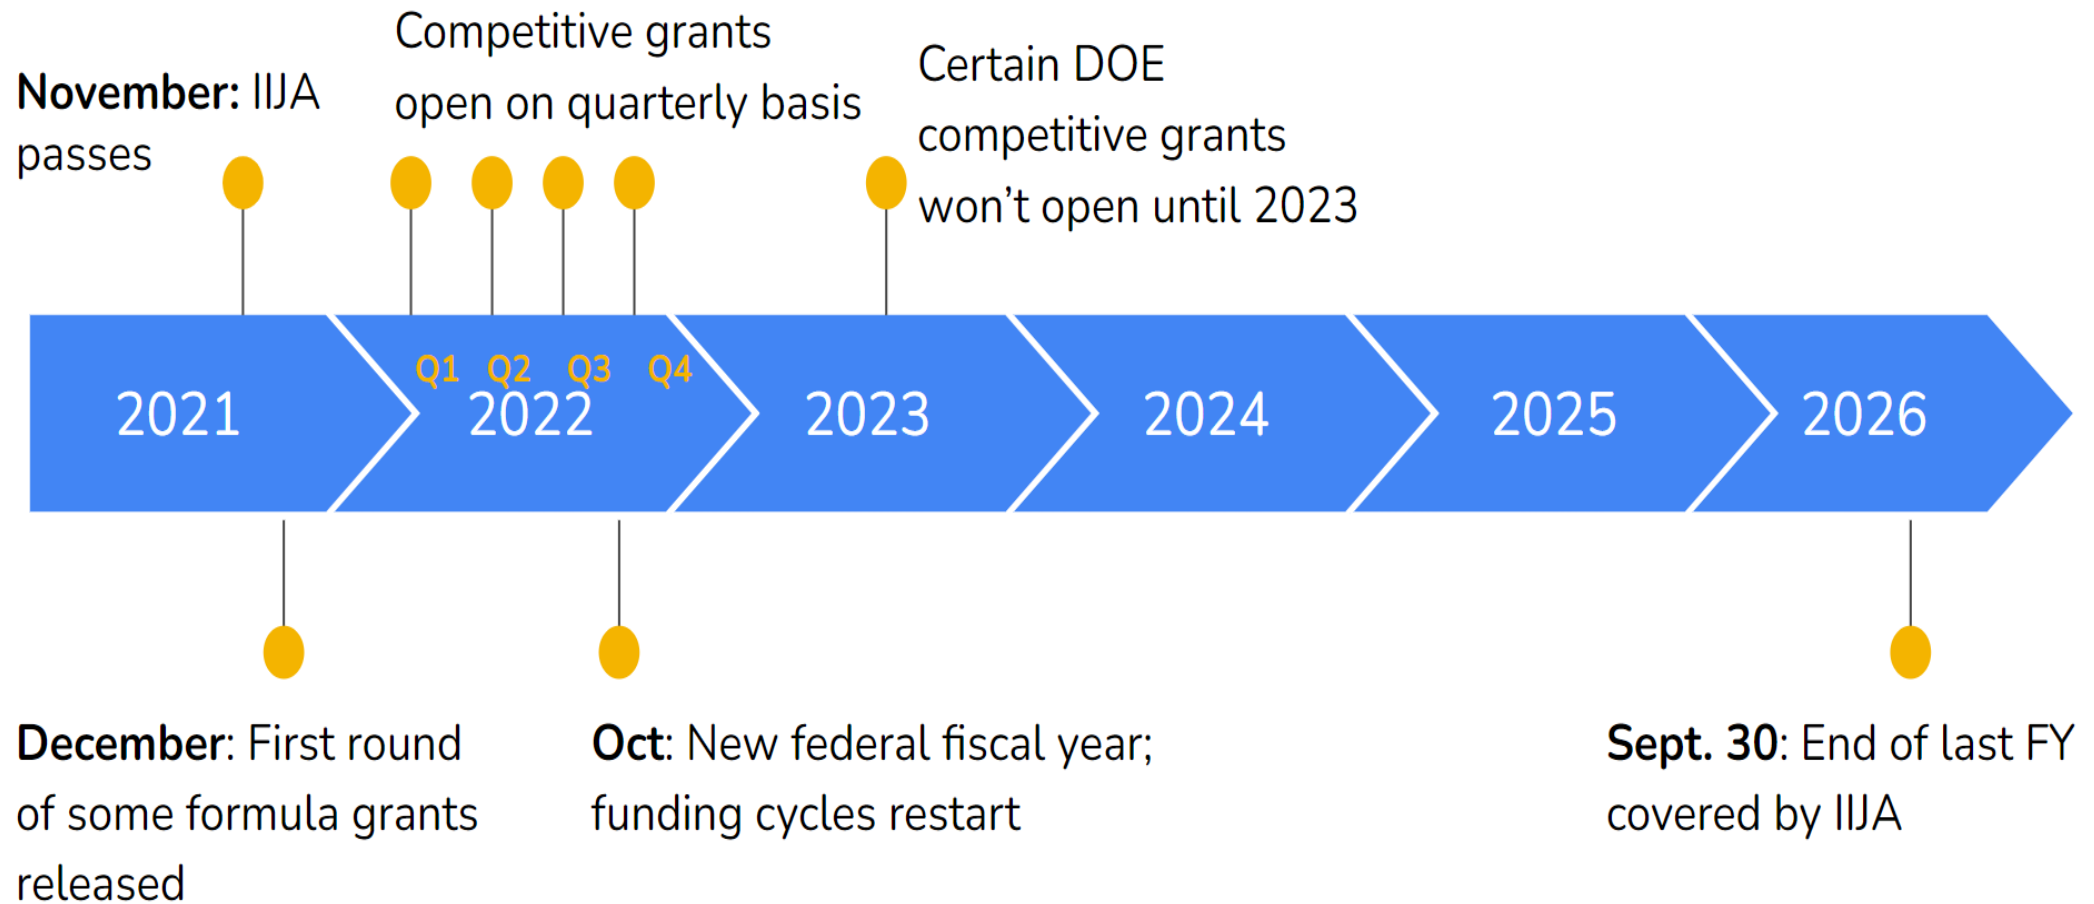 November: IIJA
passes
Competitive grants
open on quarterly basis
Certain DOE
competitive grants
won’t open until 2023
Q1 Q2 Q3 Q4
2021 2022 2023 2024 2025 2026
December: First round
of some formula grants
released
Oct: New federal fiscal year;
funding cycles restart
Sept. 30: End of last FY
covered by IIJA